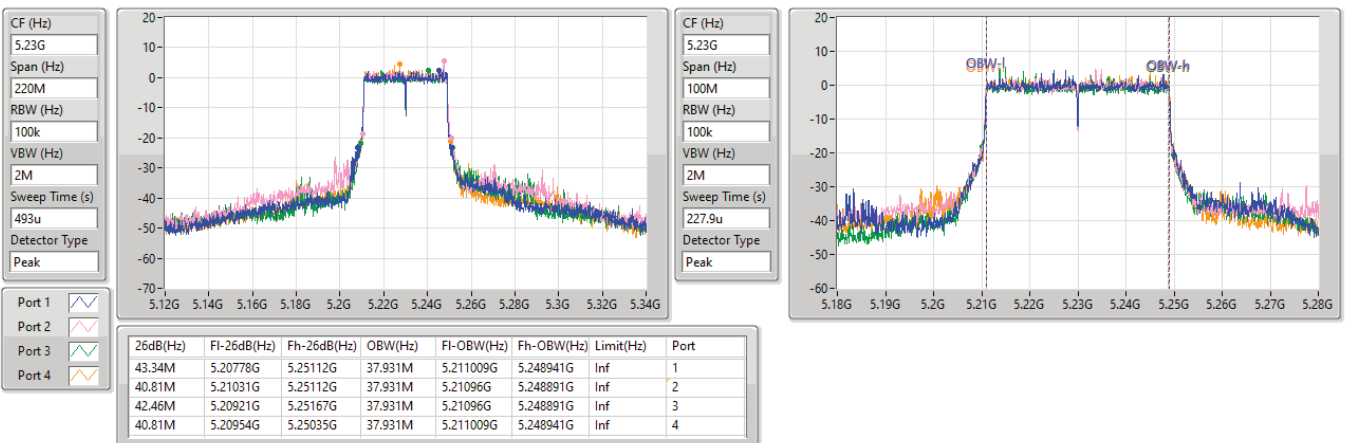 CF (Hz)
5.23G
Span (Hz)
220M
RBW (Hz)
100k
VBW (Hz)
2M
Sweep Time (s)
493u
Detector Type
Peak
20
10
0
-10
-20
-30
-40
-50
-60
-70
5.12G 5.14G 5.16G 5.18G 5.2G 5.22G 5.24G 5.26G 5.28G 5.3G 5.32G 5.34G
CF (Hz)
5.23G
Span (Hz)
100M
RBW (Hz)
100k
VBW (Hz)
2M
Sweep Time (s)
227.9u
Detector Type
Peak
20
10
0
-10
-20
-30
-40
-50
-60
OBW-l OBW-h
5.18G 5.19G 5.2G 5.21G 5.22G 5.23G 5.24G 5.25G 5.26G 5.27G 5.28G
Port 1
Port 2
Port 3
Port 4
26dB(Hz) Fl-26dB(Hz) Fh-26dB(Hz) OBW(Hz) Fl-OBW(Hz) Fh-OBW(Hz) Limit(Hz) Port
43.34M 5.20778G 5.25112G 37.931M 5.211009G 5.248941G Inf 1
40.81M 5.21031G 5.25112G 37.931M 5.21096G 5.248891G Inf 2
42.46M 5.20921G 5.25167G 37.931M 5.21096G 5.248891G Inf 3
40.81M 5.20954G 5.25035G 37.931M 5.211009G 5.248941G Inf 4